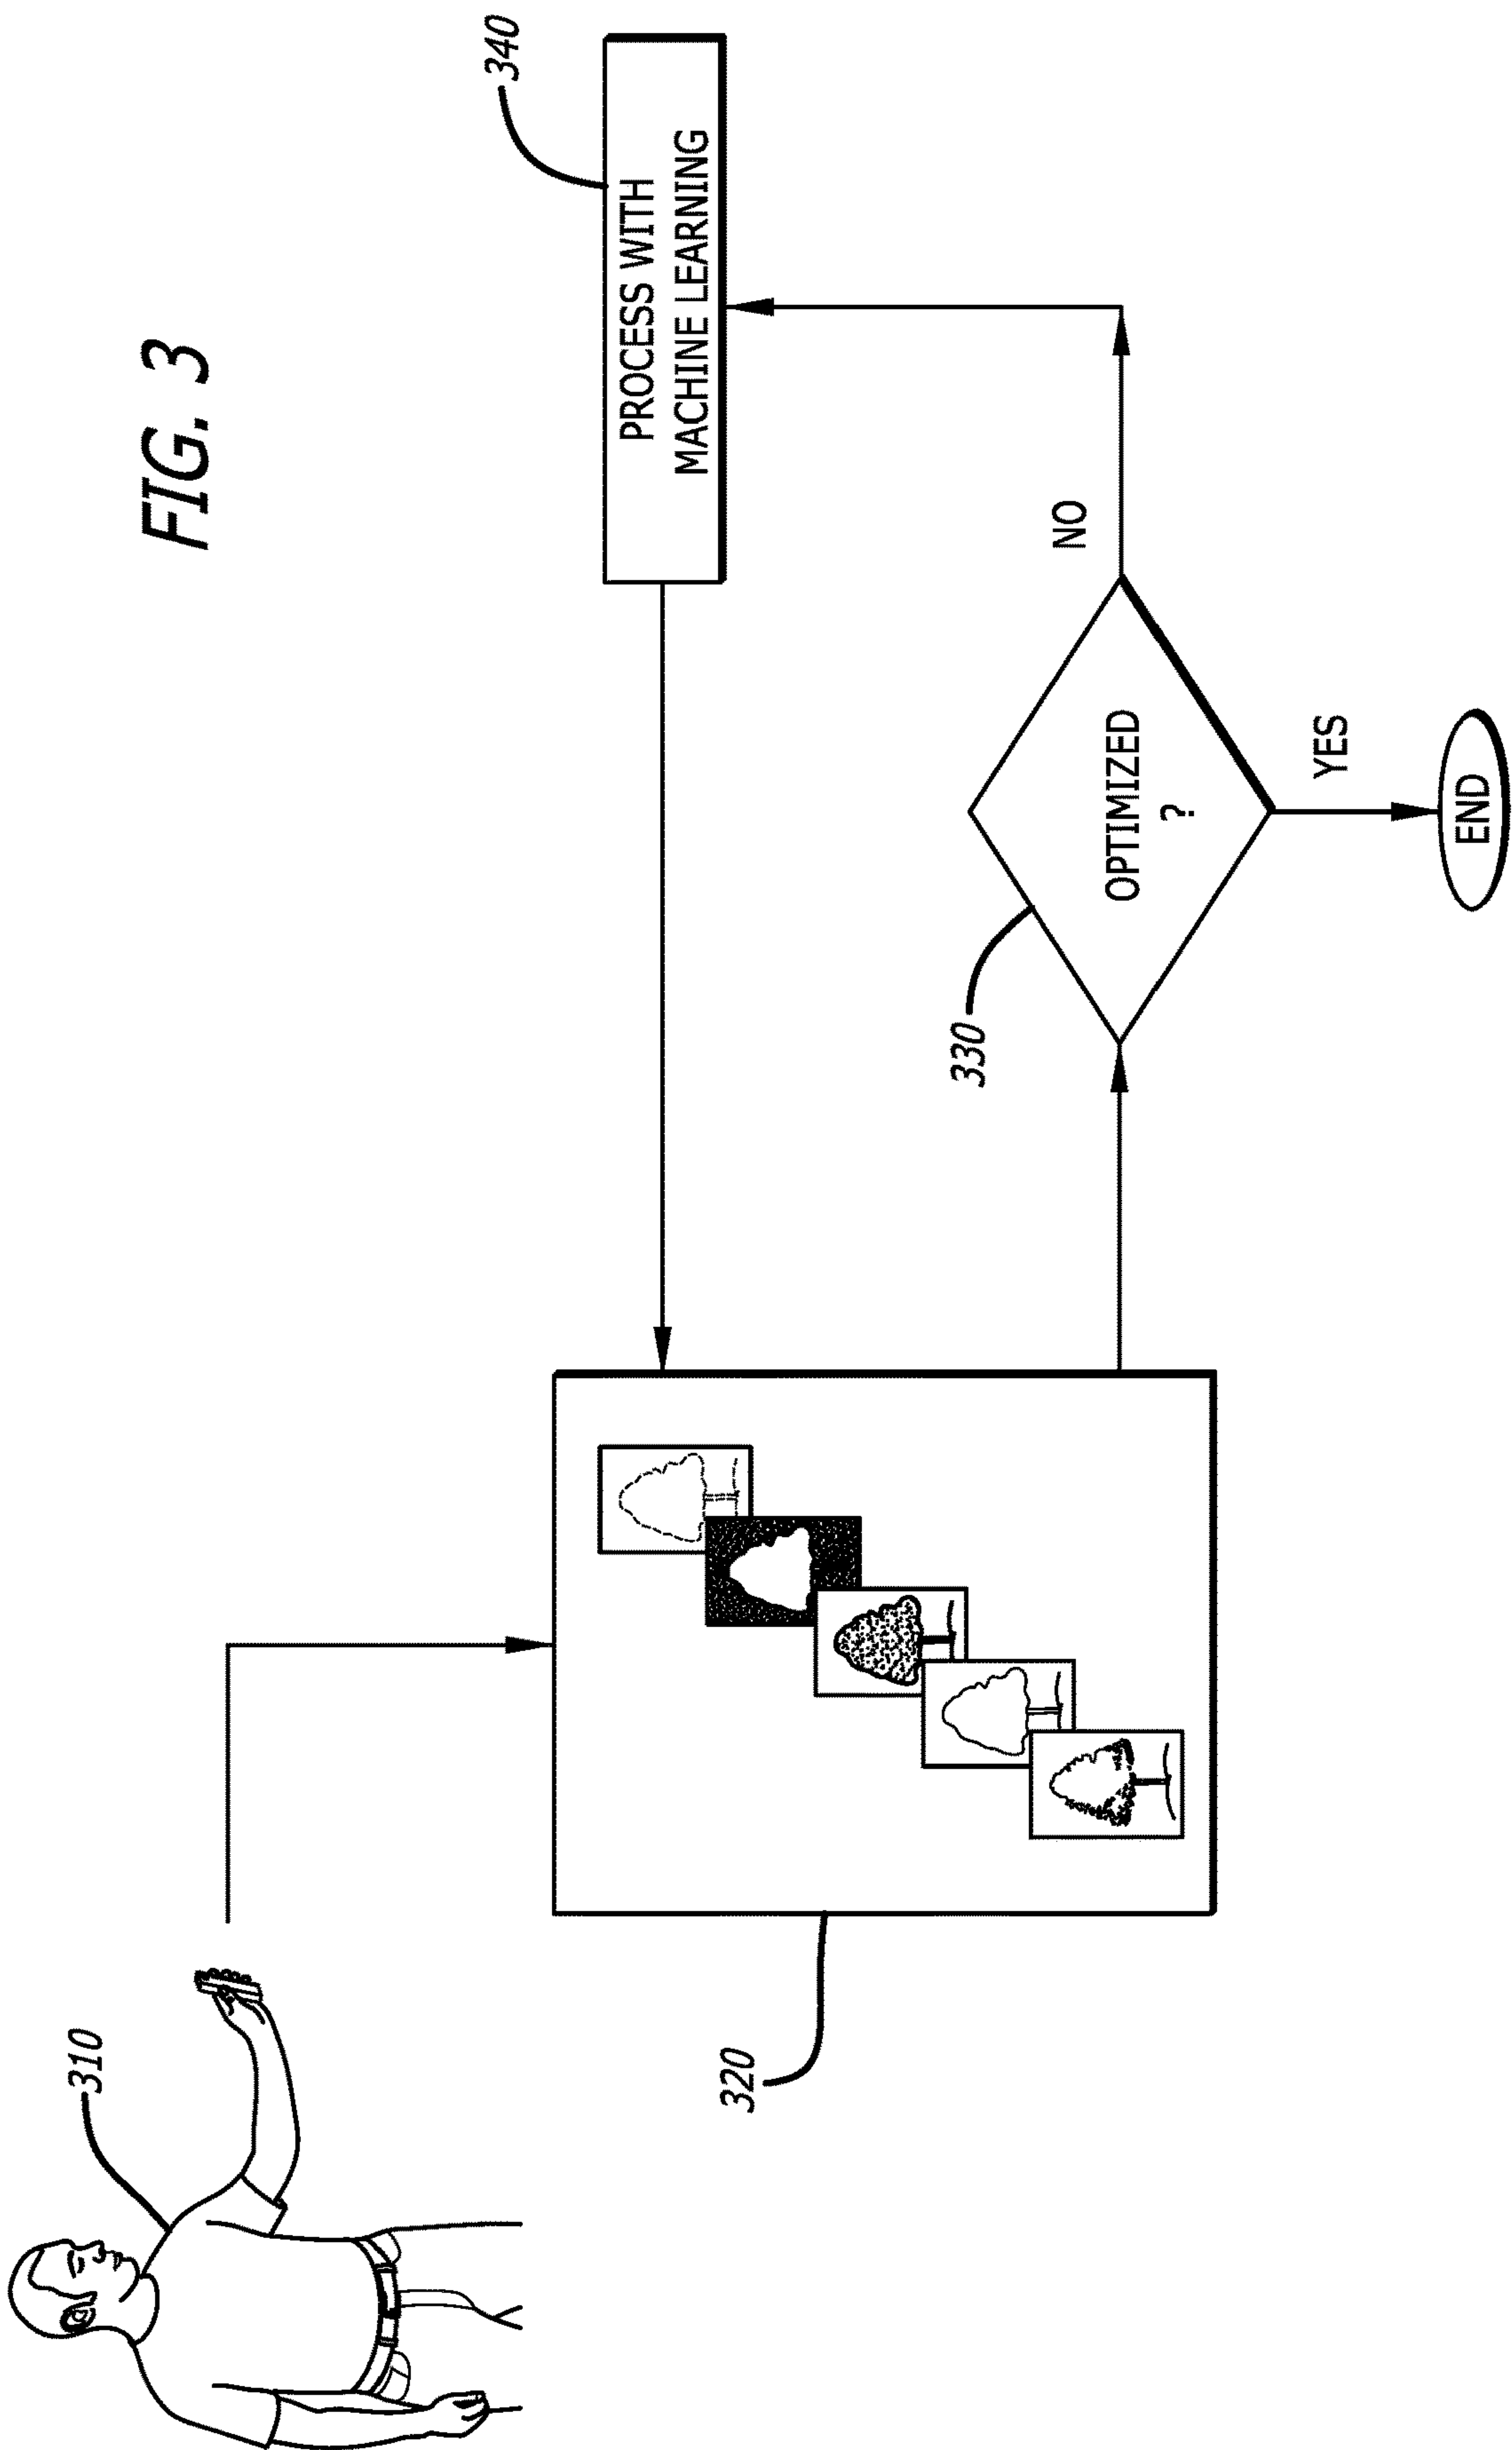 FIG. 3
310
320
330
340
PROCESS WITH
MACHINE LEARNING
OPTIMIZED
?
NO
YES
END